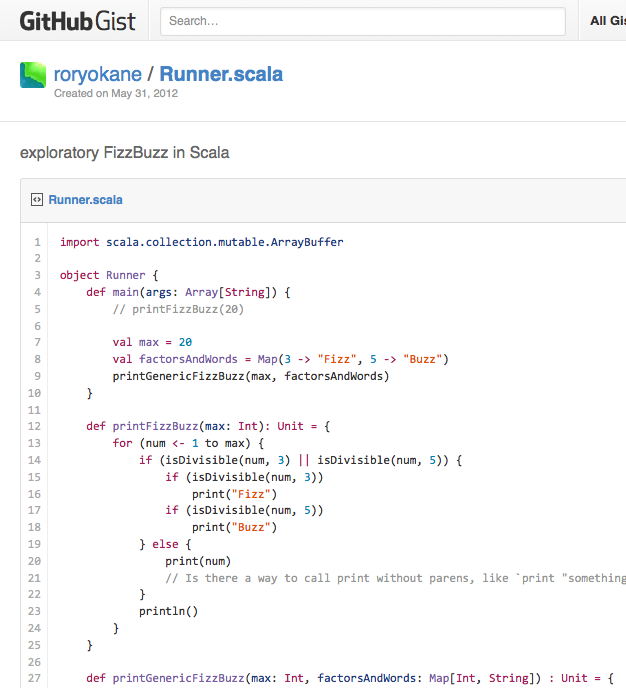 GitHub Gist Search... All Gis
roryokane / Runner.scala
Created on May 31, 2012
exploratory FizzBuzz in Scala
Runner.scala
1 import scala.collection.mutable.ArrayBuffer
2
3 object Runner {
4     def main(args: Array[String]) {
5         // printFizzBuzz(20)
6
7         val max = 20
8         val factorsAndWords = Map(3 -> "Fizz", 5 -> "Buzz")
9         printGenericFizzBuzz(max, factorsAndWords)
10     }
11
12     def printFizzBuzz(max: Int): Unit = {
13         for (num <- 1 to max) {
14             if (isDivisible(num, 3) || isDivisible(num, 5)) {
15                 if (isDivisible(num, 3))
16                     print("Fizz")
17                 if (isDivisible(num, 5))
18                     print("Buzz")
19             } else {
20                 print(num)
21                 // Is there a way to call print without parens, like `print "something
22             }
23             println()
24         }
25     }
26
27     def printGenericFizzBuzz(max: Int, factorsAndWords: Map[Int, String]) : Unit = {